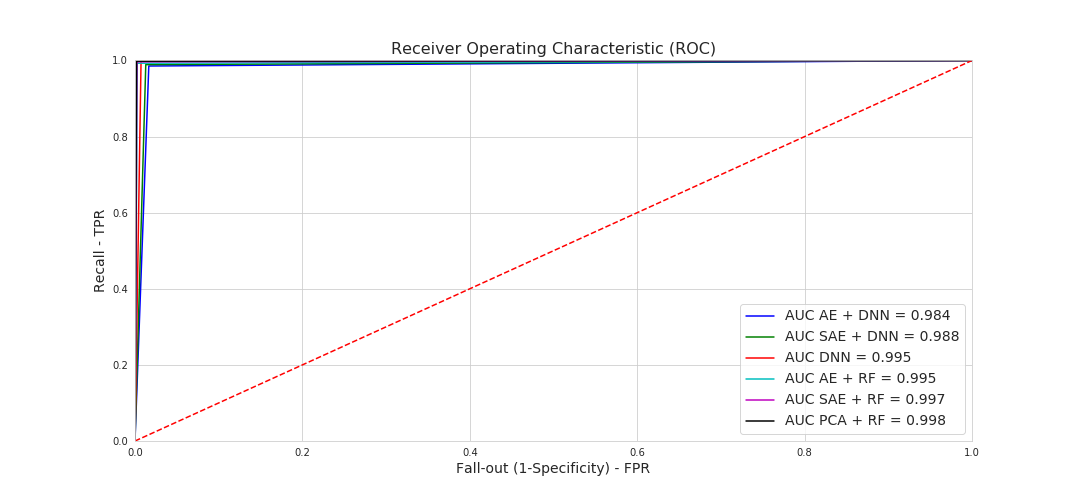 Receiver Operating Characteristic (ROC)
1.0
0.8
0.6
0.4
0.2
0.0
Recall - TPR
AUC AE + DNN = 0.984
AUC SAE + DNN = 0.988
AUC DNN = 0.995
AUC AE + RF = 0.995
AUC SAE + RF = 0.997
AUC PCA + RF = 0.998
0.0 0.2 0.4 0.6 0.8 1.0
Fall-out (1-Specificity) - FPR